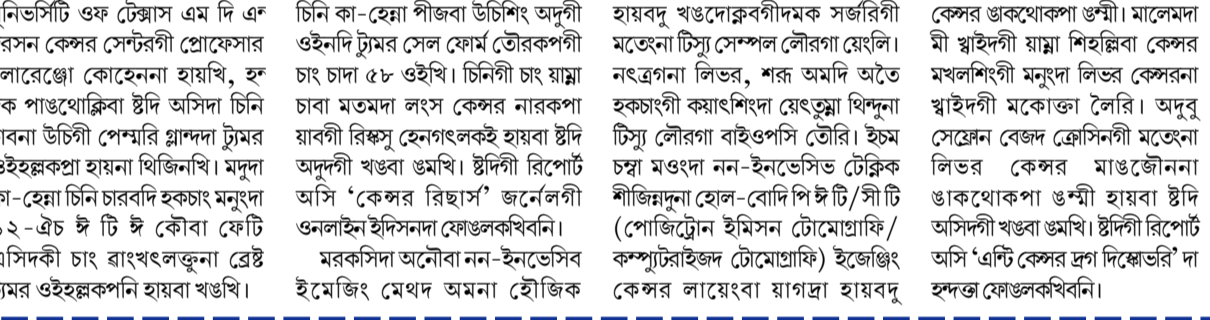 নিভর্সিটি ওফ টেক্সাস এম দি এন
রসন কেন্সর সেন্টরগী প্রোফেসার
লারেঞ্জো কোহেননা হায়খি, হন
ক পাঙথোক্লিবা ষ্টদি অসিদা চিনি
বনা উচিগী পেম্মরি গ্লান্দদা ট্যুমর
ওইহল্লকপ্রা হায়না থিজিনখি। মদুদা
কা-হেন্না চিনি চারবদি হকচাং মনুংদা
১২-ঐচ ঈ টি ঈ কৌবা ফেটি
এসিদকী চাং ৱাংখৎলক্তুনা ব্রেষ্ট
্যুমর ওইহল্লকপনি হায়বা খঙখি।
চিনি কা-হেন্না পীজবা উচিশিং অদুগী
ওইনদি ট্যুমর সেল ফোর্ম তৌরকপগী
চাং চাদা ৫৮ ওইখি। চিনিগী চাং য়াম্না
চাবা মতমদা লংস কেন্সর নারকপা
য়াবগী রিষ্কসু হেনগৎলকই হায়বা ষ্টদি
অদুদগী খঙবা ঙমখি। ষ্টদিগী রিপোর্ট
অসি ‘কেন্সর রিছার্স’ জর্নেলগী
ওনলাইন ইদিসনদা ফোঙলকখিবনি।
মরকসিদা অনৌবা নন-ইনভেসিব
ইমেজিং মেথদ অমনা হৌজিক
হায়বদু খঙদোক্নবগীদমক সর্জরিগী
মতেংনা টিস্যু সেম্পল লৌরগা য়েংলি।
নৎত্রগনা লিভর, শরূ অমদি অতৈ
হকচাংগী কয়াৎশিংদা য়েৎতুম্না থিন্দুনা
টিস্যু লৌরগা বাইওপসি তৌরি। ইচম
চম্বা মওংদা নন-ইনভেসিভ টেক্নিক
শীজিন্নদুনা হোল-বোদি পি ঈ টি/সী টি
(পোজিট্রোন ইমিসন টোমোগ্রাফি/
কম্প্যুটরাইজদ টোমোগ্রাফি) ইজেঞ্জিং
কেন্সর লায়েংবা য়াগদ্রা হায়বদু
কেন্সর ঙাকথোকপা ঙম্মী। মালেমদা
মী খ্বাইদগী য়াম্না শিহল্লিবা কেন্সর
মখলশিংগী মনুংদা লিভর কেন্সরনা
খ্বাইদগী মকোক্তা লৈরি। অদুবু
সেফ্রোন বেজদ ক্রোসিনগী মতেংনা
লিভর কেন্সর মাঙজৌননা
ঙাকথোকপা ঙম্মী হায়বা ষ্টদি
অসিদগী খঙবা ঙমখি। ষ্টদিগী রিপোর্ট
অসি ‘এন্টি কেন্সর দ্রগ দিস্কোভরি’ দা
হন্দক্তা ফোঙলকখিবনি।